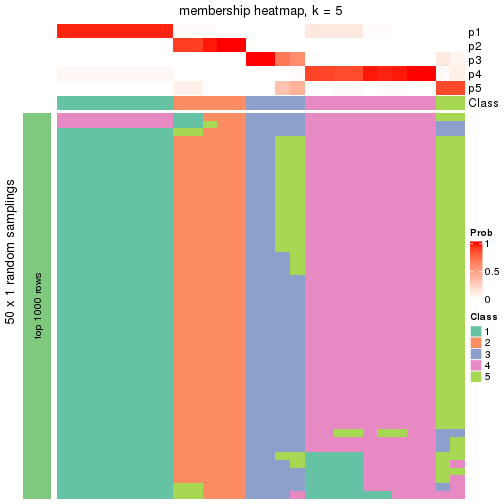 membership heatmap, k = 5
p1
p2
p3
p4
p5
Class
50 x 1 random samplings
top 1000 rows
Prob
1
0.5
0
Class
1
2
3
4
5